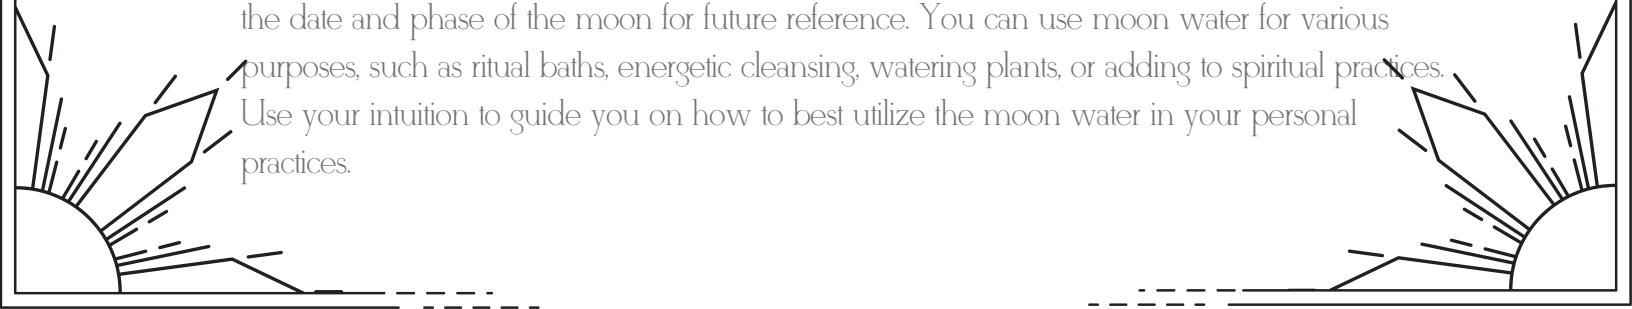 the date and phase of the moon for future reference. You can use moon water for various
purposes, such as ritual baths, energetic cleansing, watering plants, or adding to spiritual practices.
Use your intuition to guide you on how to best utilize the moon water in your personal
practices.